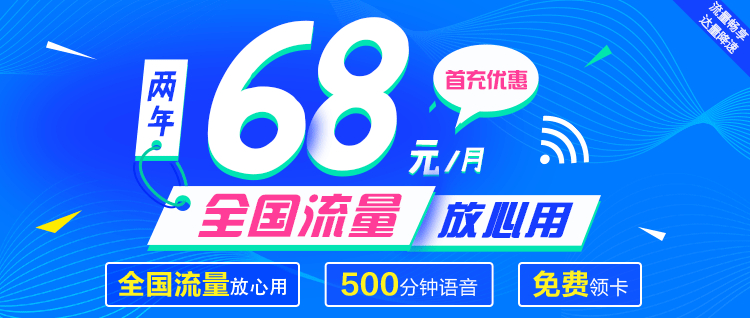 流量畅享
达量降速
两年
68
元/月
首充优惠
全国流量 放心用
全国流量放心用
500分钟语音
免费领卡